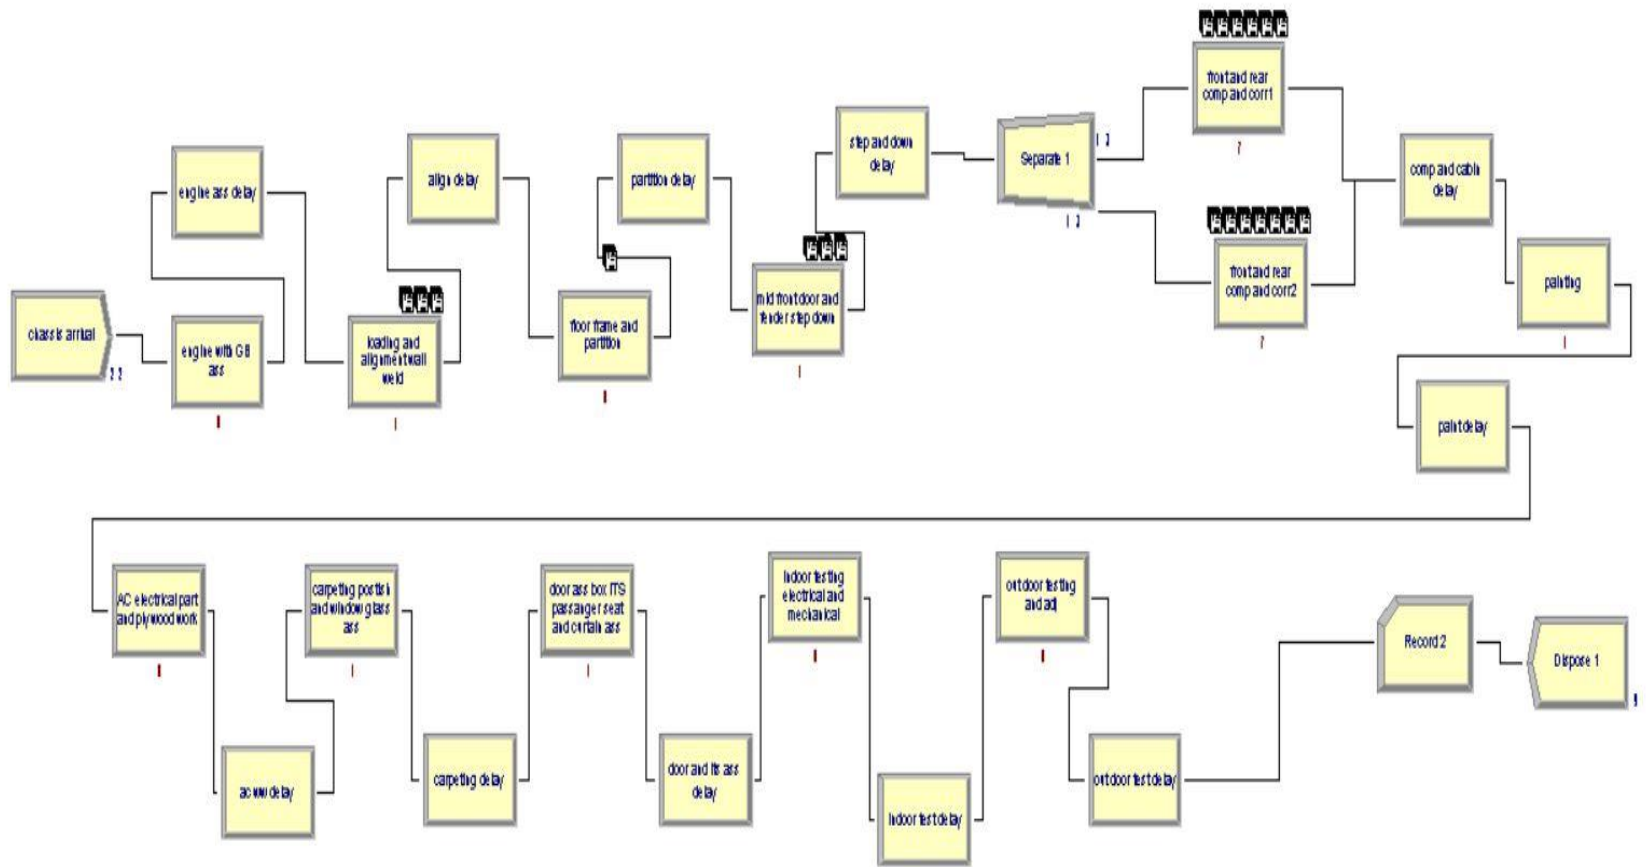 chassis arrival
engine ass delay
engine with GB
ass
loading and
alignment wall
weld
align delay
floor frame and
partition
partition delay
mid front door and
fender step down
step and down
delay
Separate 1
front and rear
comp and corr1
7
front and rear
comp and corr2
7
comp and cabin
delay
painting
paint delay
AC electrical part
and plywood work
ac ww delay
carpeting postish
and window glass
ass
carpeting delay
door ass box ITS
passanger seat
and curtain ass
door and its ass
delay
Indoor testing
electrical and
mechanical
Indoor test delay
outdoor testing
and adj
outdoor test delay
Record 2
Dispose 1